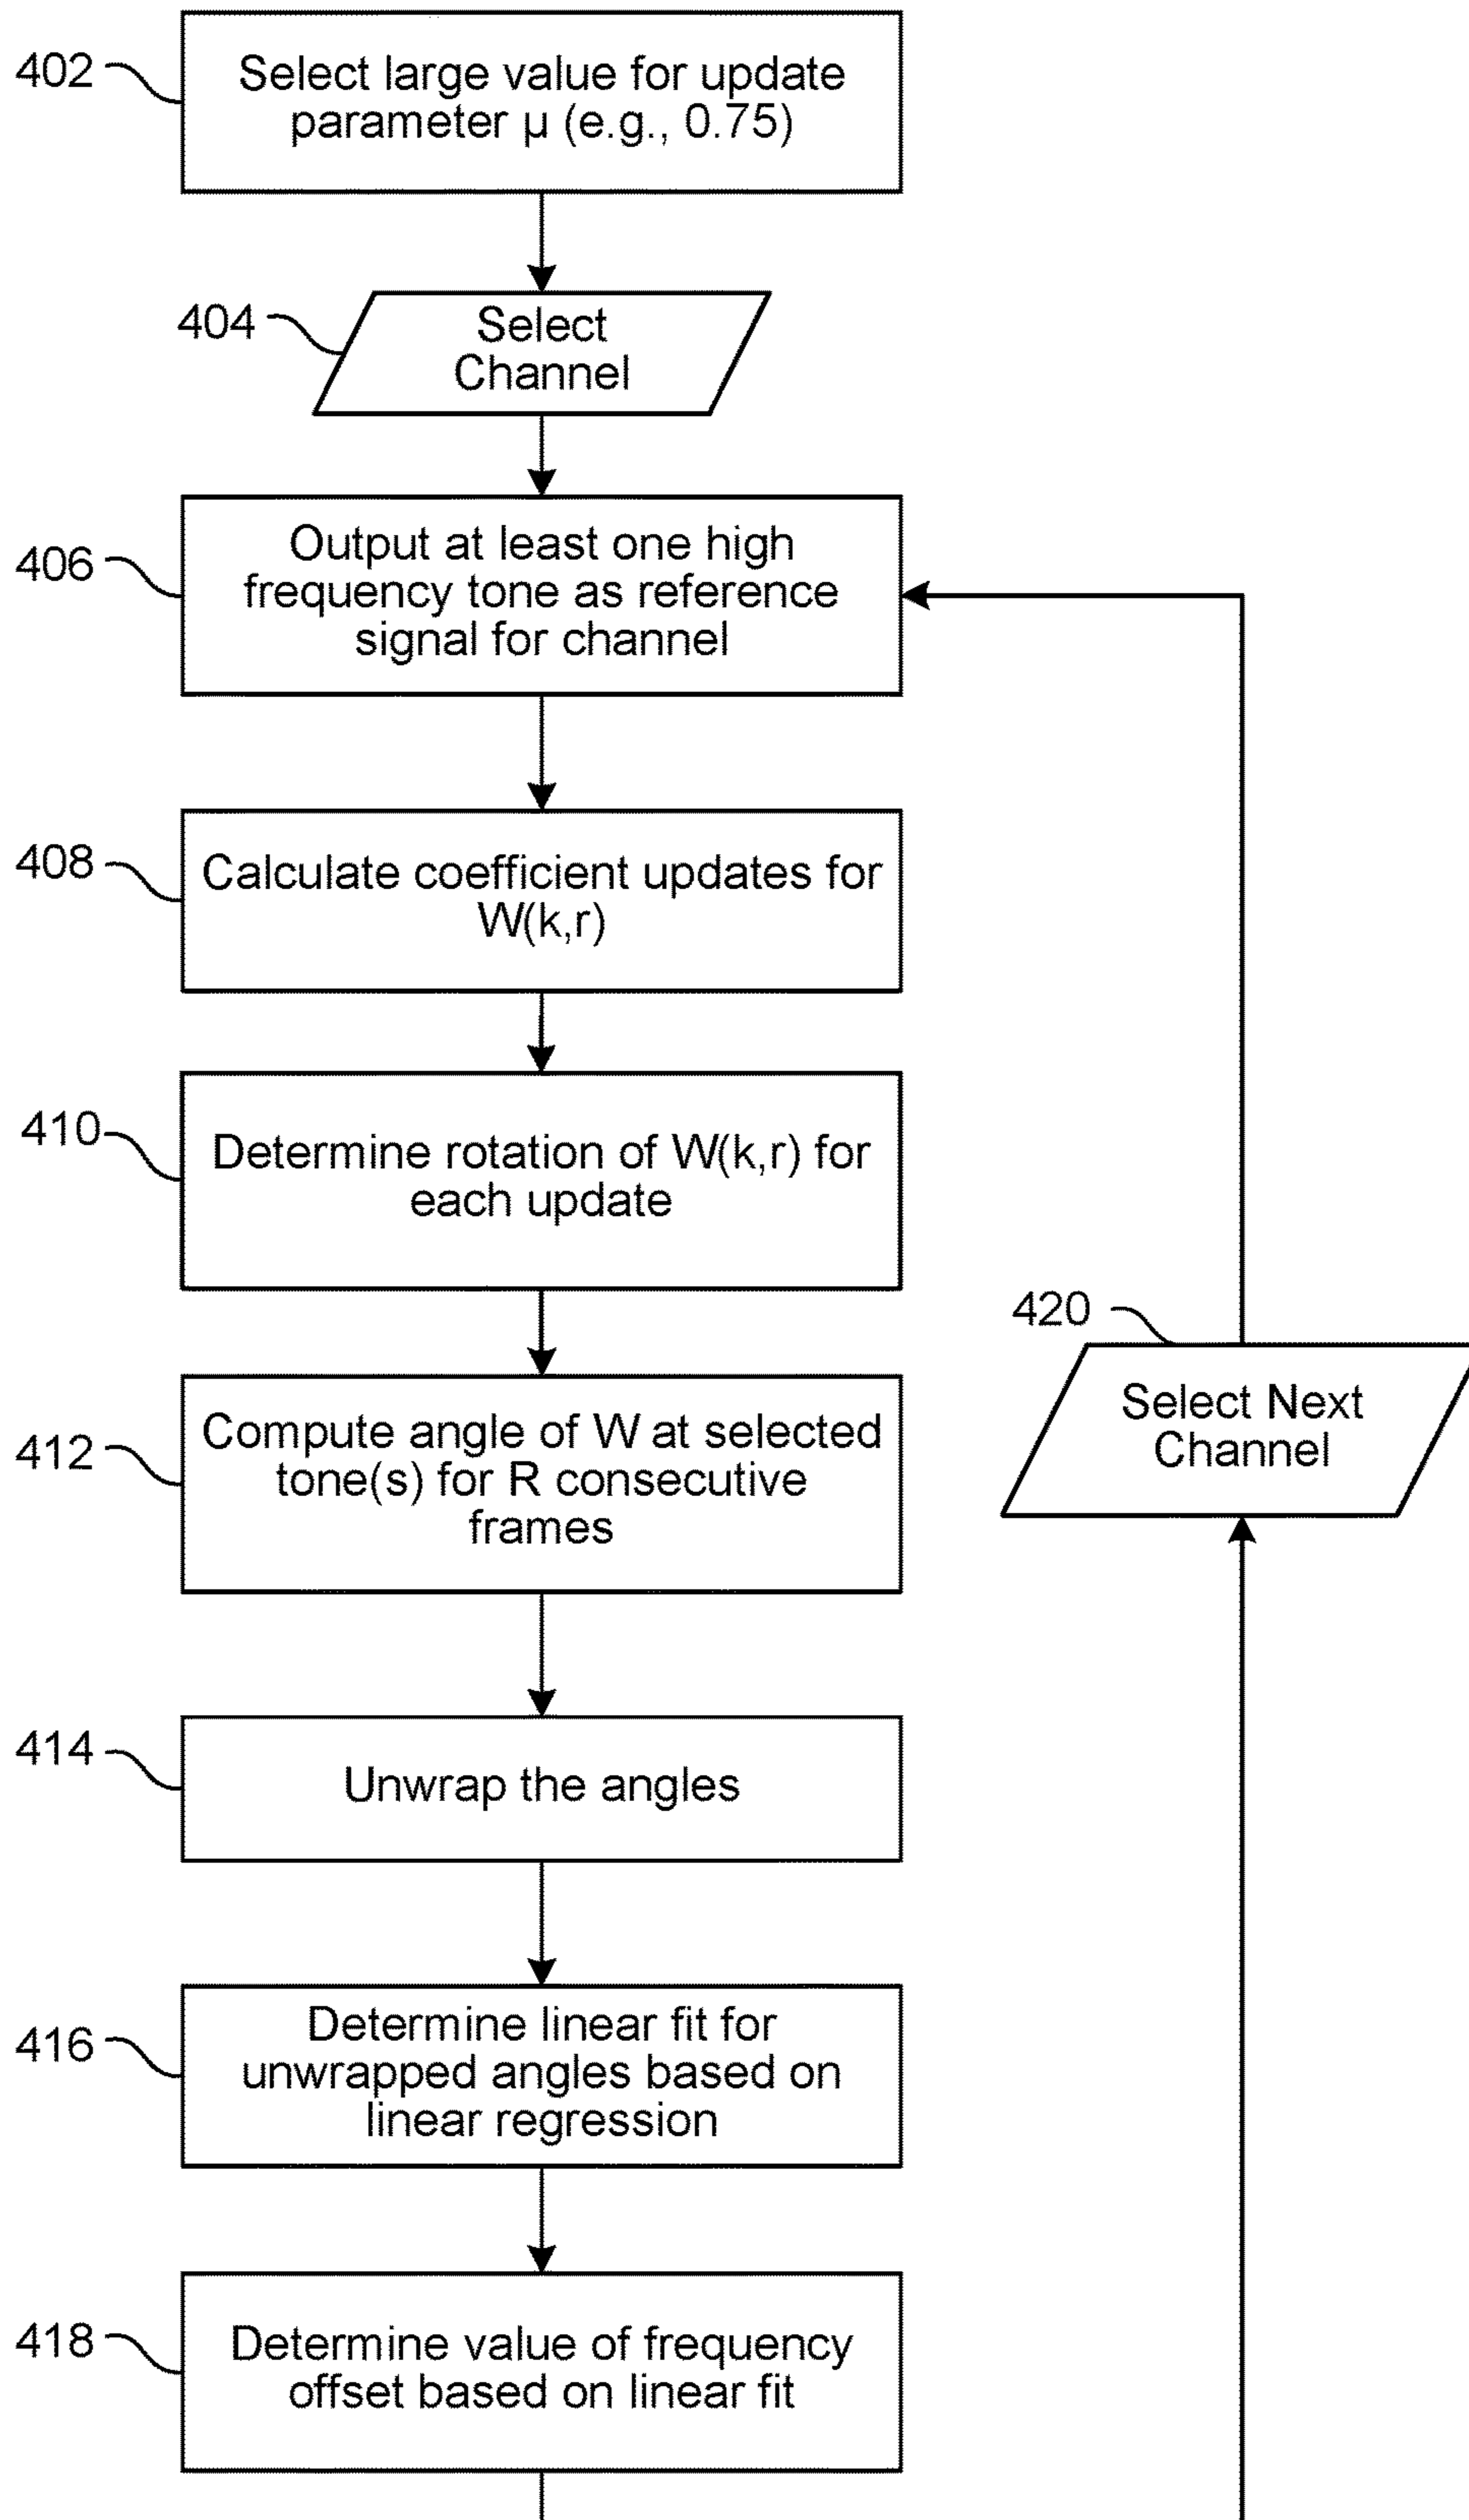 402
Select large value for update
parameter µ (e.g., 0.75)
404
Select
Channel
406
Output at least one high
frequency tone as reference
signal for channel
408
Calculate coefficient updates for
W(k,r)
410
Determine rotation of W(k,r) for
each update
420
Select Next
Channel
412
Compute angle of W at selected
tone(s) for R consecutive
frames
414
Unwrap the angles
416
Determine linear fit for
unwrapped angles based on
linear regression
418
Determine value of frequency
offset based on linear fit